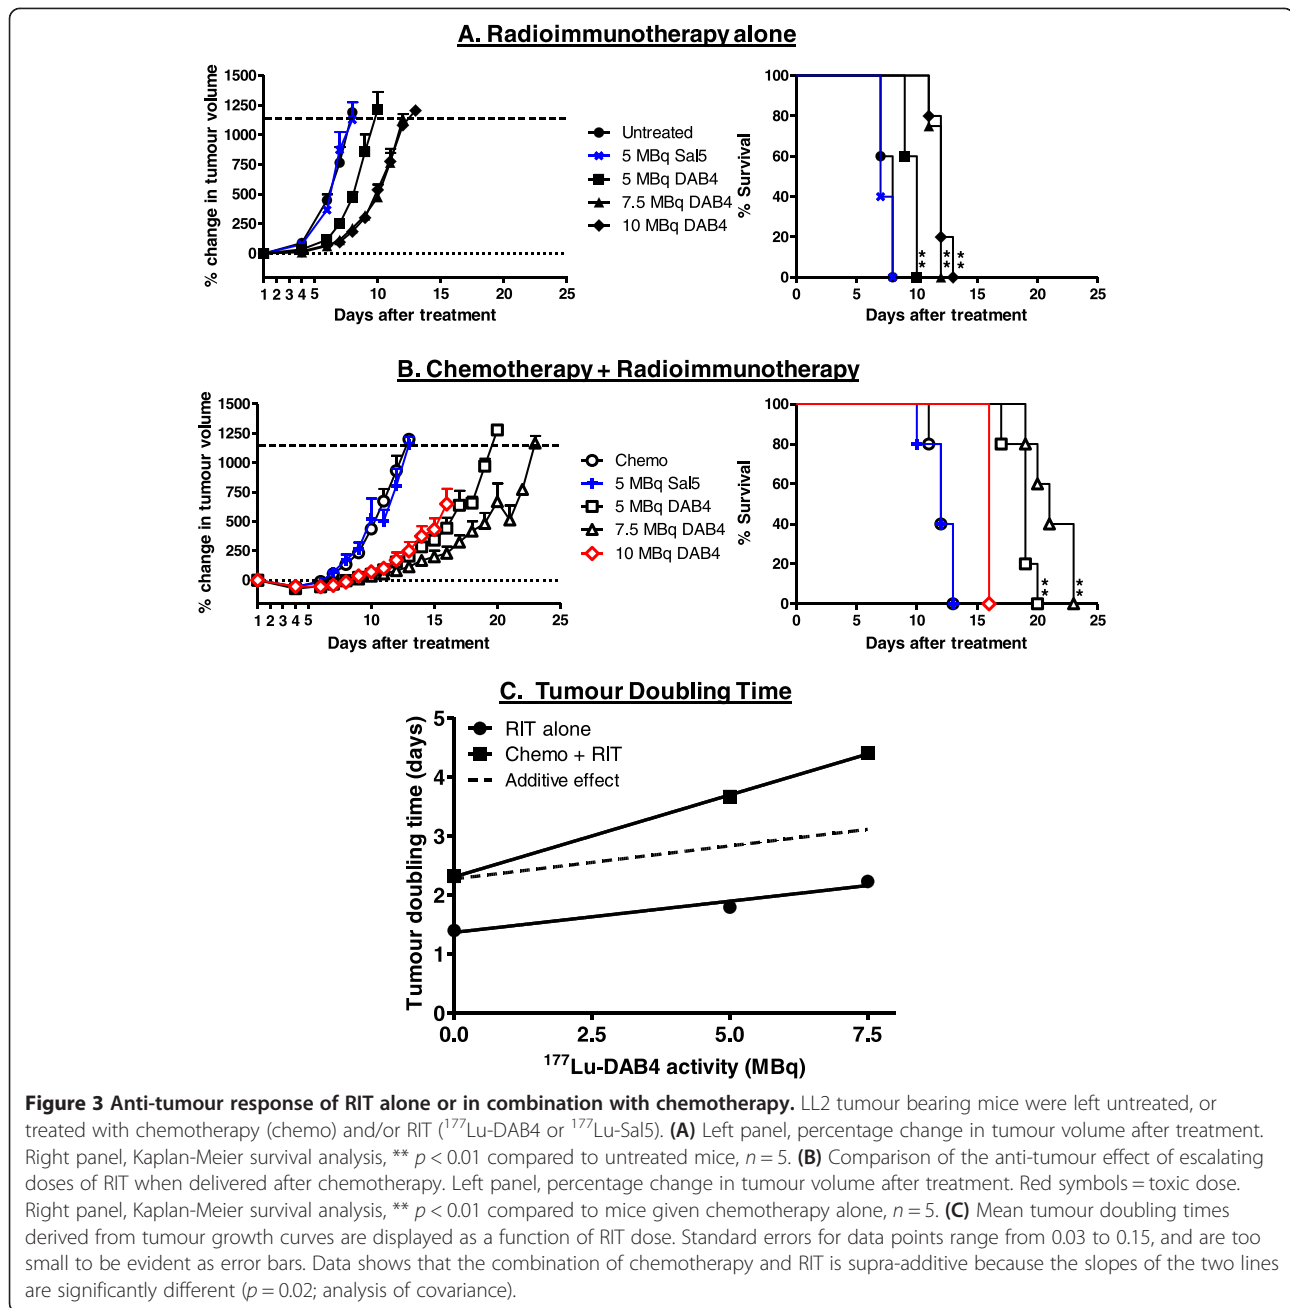 A. Radioimmunotherapy alone
1500
1250
1000
750
500
250
0
% change in tumour volume
1 2 3 4 5 10 15 20 25
Days after treatment
Untreated
5 MBq Sal5
5 MBq DAB4
7.5 MBq DAB4
10 MBq DAB4
100
80
60
40
20
0
% Survival
** ** **
0 5 10 15 20 25
Days after treatment
B. Chemotherapy + Radioimmunotherapy
1500
1250
1000
750
500
250
0
% change in tumour volume
1 2 3 4 5 10 15 20 25
Days after treatment
Chemo
5 MBq Sal5
5 MBq DAB4
7.5 MBq DAB4
10 MBq DAB4
100
80
60
40
20
0
% Survival
** **
0 5 10 15 20 25
Days after treatment
C. Tumour Doubling Time
5
4
3
2
1
0
Tumour doubling time (days)
RIT alone
Chemo + RIT
Additive effect
0.0 2.5 5.0 7.5
¹⁷⁷Lu-DAB4 activity (MBq)
Figure 3 Anti-tumour response of RIT alone or in combination with chemotherapy. LL2 tumour bearing mice were left untreated, or
treated with chemotherapy (chemo) and/or RIT (¹⁷⁷Lu-DAB4 or ¹⁷⁷Lu-Sal5). (A) Left panel, percentage change in tumour volume after treatment.
Right panel, Kaplan-Meier survival analysis, ** p < 0.01 compared to untreated mice, n = 5. (B) Comparison of the anti-tumour effect of escalating
doses of RIT when delivered after chemotherapy. Left panel, percentage change in tumour volume after treatment. Red symbols = toxic dose.
Right panel, Kaplan-Meier survival analysis, ** p < 0.01 compared to mice given chemotherapy alone, n = 5. (C) Mean tumour doubling times
derived from tumour growth curves are displayed as a function of RIT dose. Standard errors for data points range from 0.03 to 0.15, and are too
small to be evident as error bars. Data shows that the combination of chemotherapy and RIT is supra-additive because the slopes of the two lines
are significantly different (p = 0.02; analysis of covariance).